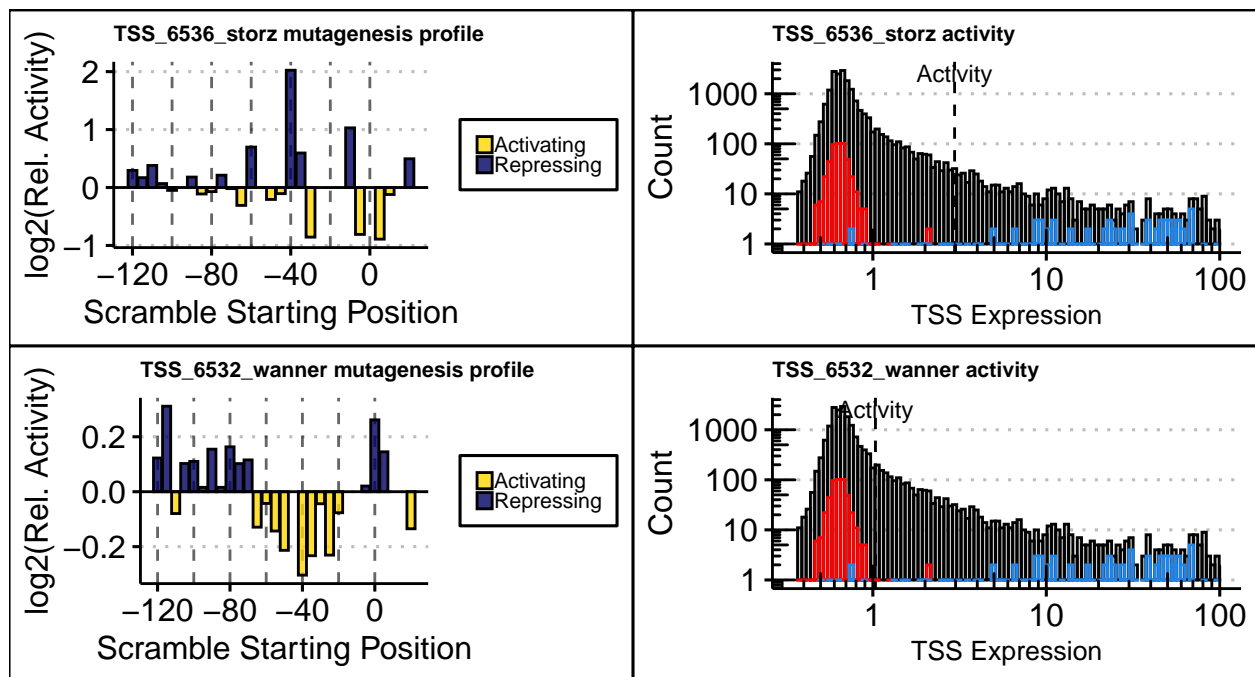 TSS_6536_storz mutagenesis profile
log2(Rel. Activity)
2
1
0
−1
−120
−80
−40
0
Scramble Starting Position
Activating
Repressing
TSS_6536_storz activity
Activity
Count
1000
100
10
1
1
10
100
TSS Expression
TSS_6532_wanner mutagenesis profile
log2(Rel. Activity)
0.2
0.0
−0.2
−120
−80
−40
0
Scramble Starting Position
Activating
Repressing
TSS_6532_wanner activity
Activity
Count
1000
100
10
1
1
10
100
TSS Expression